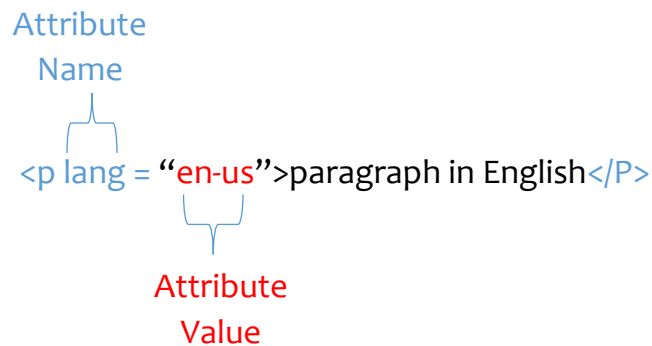 Attribute
Name
<p lang = “en-us”>paragraph in English</P>
Attribute
Value